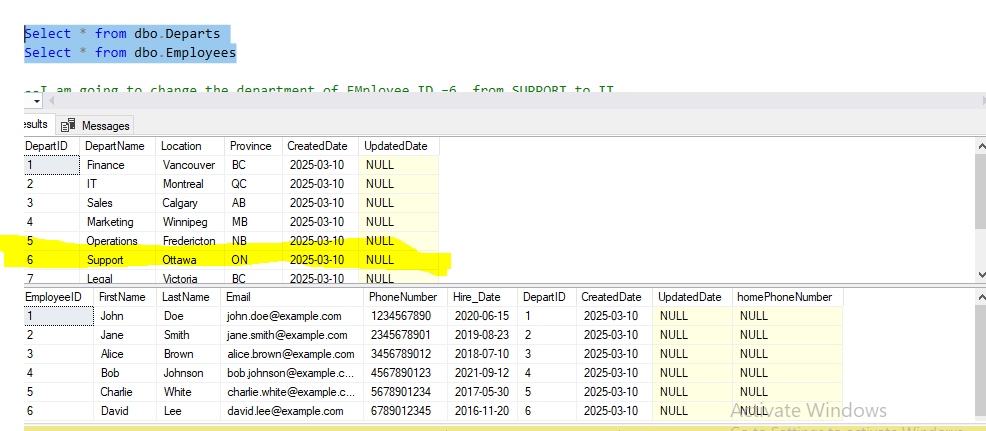 Select * from dbo.Departs
Select * from dbo.Employees
--I am going to change the department of EMployee ID =6 from SUPPORT to IT
esults Messages
DepartID DepartName Location Province CreatedDate UpdatedDate
1 Finance Vancouver BC 2025-03-10 NULL
2 IT Montreal QC 2025-03-10 NULL
3 Sales Calgary AB 2025-03-10 NULL
4 Marketing Winnipeg MB 2025-03-10 NULL
5 Operations Fredericton NB 2025-03-10 NULL
6 Support Ottawa ON 2025-03-10 NULL
7 Legal Victoria BC 2025-03-10 NULL
EmployeeID FirstName LastName Email PhoneNumber Hire_Date DepartID CreatedDate UpdatedDate homePhoneNumber
1 John Doe john.doe@example.com 1234567890 2020-06-15 1 2025-03-10 NULL NULL
2 Jane Smith jane.smith@example.com 2345678901 2019-08-23 2 2025-03-10 NULL NULL
3 Alice Brown alice.brown@example.com 3456789012 2018-07-10 3 2025-03-10 NULL NULL
4 Bob Johnson bob.johnson@example.c... 4567890123 2021-09-12 4 2025-03-10 NULL NULL
5 Charlie White charlie.white@example.c... 5678901234 2017-05-30 5 2025-03-10 NULL NULL
6 David Lee david.lee@example.com 6789012345 2016-11-20 6 2025-03-10 NULL NULL
Activate Windows
Go to Settings to activate Windows